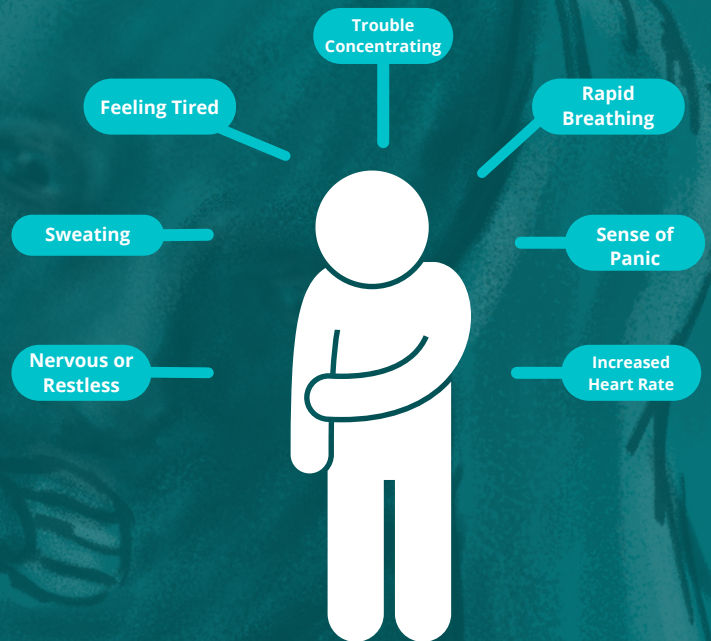 Trouble
Concentrating
Feeling Tired
Rapid
Breathing
Sweating
Sense of
Panic
Nervous or
Restless
Increased
Heart Rate